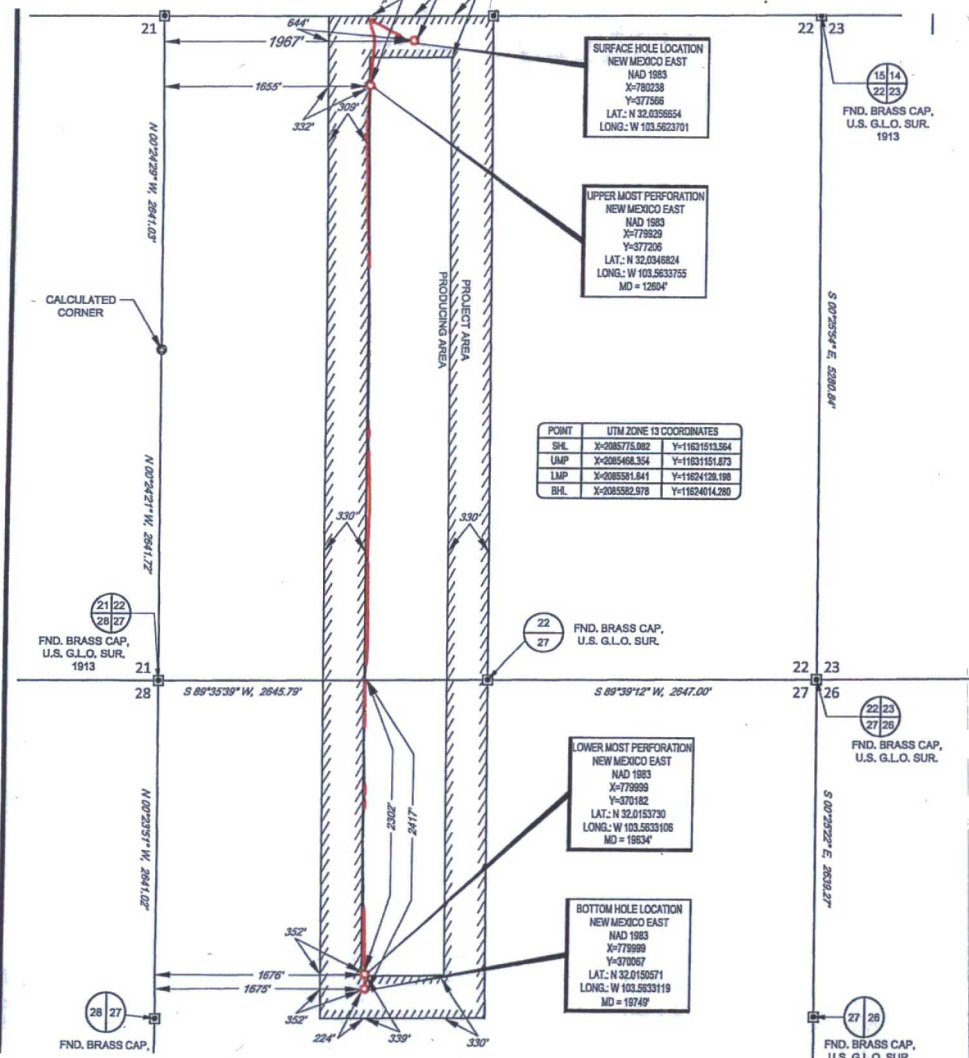 21
22 23
644'
1967'
1655'
332'
309'
SURFACE HOLE LOCATION
NEW MEXICO EAST
NAD 1983
X=780238
Y=377566
LAT.: N 32.0356654
LONG.: W 103.5623701
15 14
22 23
FND. BRASS CAP,
U.S. G.L.O. SUR.
1913
N 00°24'29" W, 2641.03'
UPPER MOST PERFORATION
NEW MEXICO EAST
NAD 1983
X=779929
Y=377206
LAT.: N 32.0346824
LONG.: W 103.5633755
MD = 12604'
CALCULATED
CORNER
PRODUCING AREA
PROJECT AREA
S 00°25'54" E, 5280.84'
POINT UTM ZONE 13 COORDINATES
SHL X=2085775.082 Y=11631513.564
UMP X=2085468.354 Y=11631151.873
LMP X=2085581.841 Y=11624129.198
BHL X=2085582.978 Y=11624014.280
N 00°24'21" W, 2641.72'
330'
330'
21 22
28 27
FND. BRASS CAP,
U.S. G.L.O. SUR.
1913
22
27
FND. BRASS CAP,
U.S. G.L.O. SUR.
21
28
22 23
27 26
S 89°35'39" W, 2645.79'
S 89°39'12" W, 2647.00'
22 23
27 26
FND. BRASS CAP,
U.S. G.L.O. SUR.
LOWER MOST PERFORATION
NEW MEXICO EAST
NAD 1983
X=779999
Y=370182
LAT.: N 32.0153730
LONG.: W 103.5633106
MD = 19634'
N 00°23'51" W, 2641.02'
2302'
2417'
S 00°25'22" E, 2639.27'
BOTTOM HOLE LOCATION
NEW MEXICO EAST
NAD 1983
X=779999
Y=370067
LAT.: N 32.0150571
LONG.: W 103.5633119
MD = 19749'
352'
1676'
1675'
352'
224'
339'
330'
28 27
FND. BRASS CAP,
27 26
FND. BRASS CAP,
U.S. G.L.O. SUR.